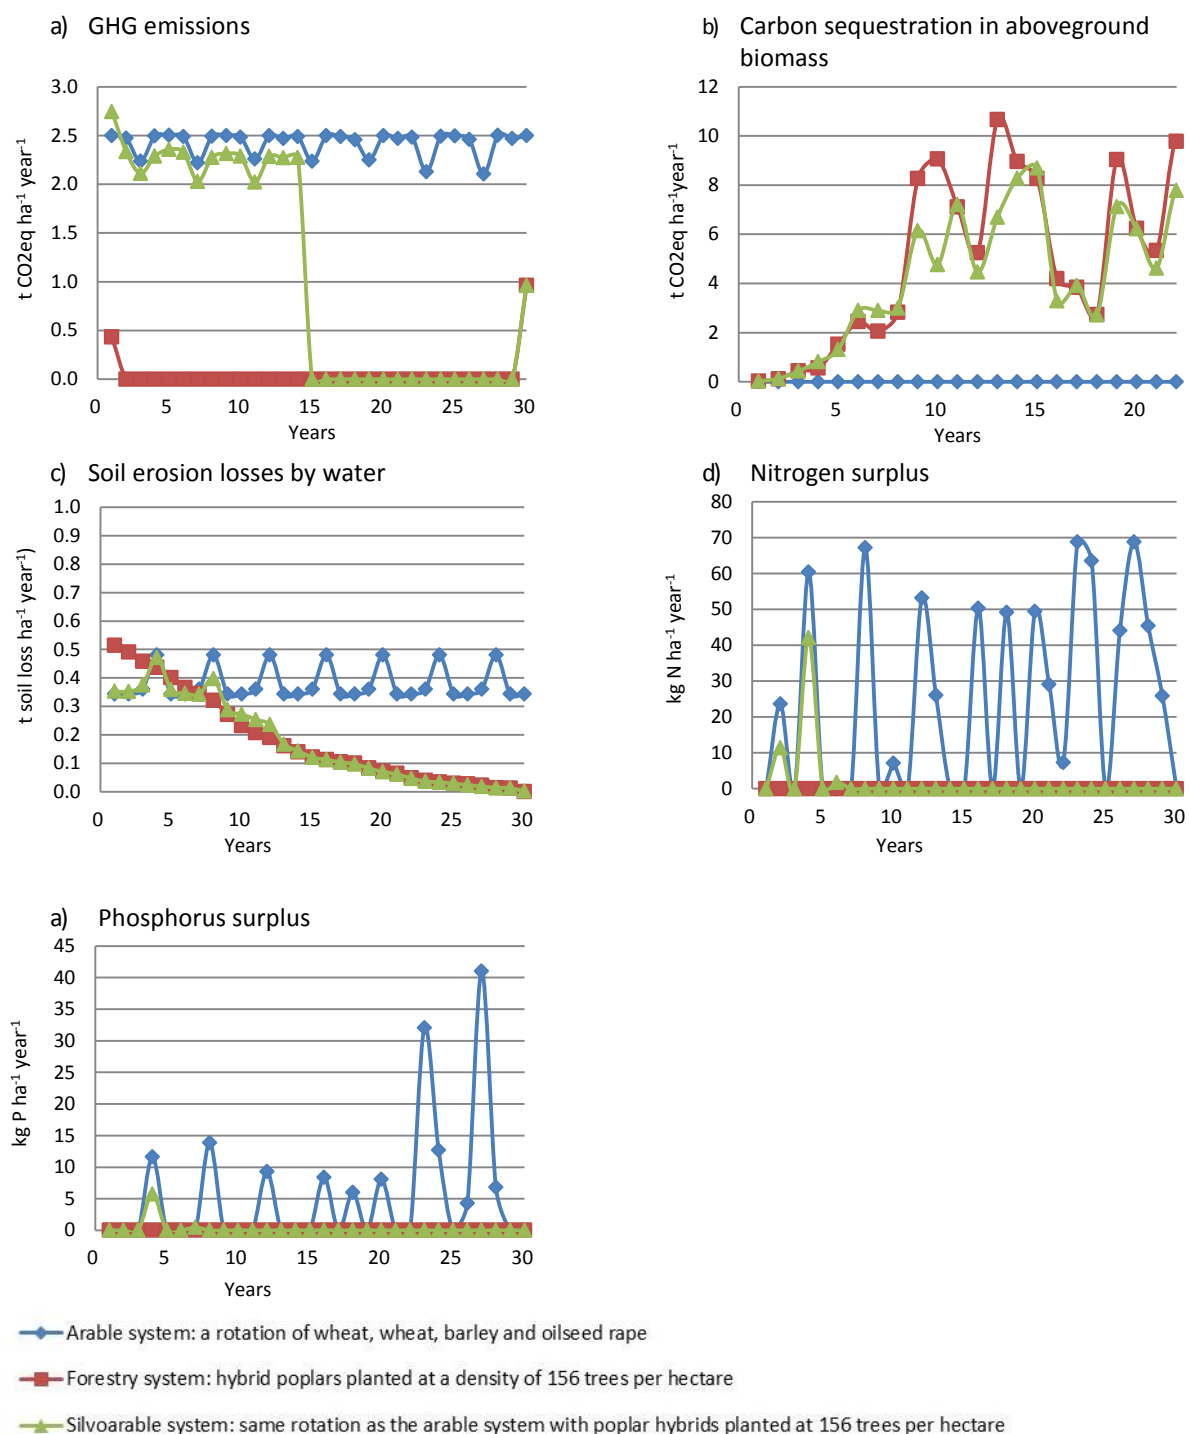 a) GHG emissions
3.0
2.5
2.0
1.5
1.0
0.5
0.0
t CO2eq ha⁻¹ year⁻¹)
0 5 10 15 20 25 30
Years
b) Carbon sequestration in aboveground
biomass
12
10
8
6
4
2
0
t CO2eq ha⁻¹year⁻¹)
0 5 10 15 20
Years
c) Soil erosion losses by water
1.0
0.9
0.8
0.7
0.6
0.5
0.4
0.3
0.2
0.1
0.0
t soil loss ha⁻¹ year⁻¹)
0 5 10 15 20 25 30
Years
d) Nitrogen surplus
80
70
60
50
40
30
20
10
0
kg N ha⁻¹ year⁻¹
0 5 10 15 20 25 30
Years
a) Phosphorus surplus
45
40
35
30
25
20
15
10
5
0
kg P ha⁻¹ year⁻¹
0 5 10 15 20 25 30
Years
Arable system: a rotation of wheat, wheat, barley and oilseed rape
Forestry system: hybrid poplars planted at a density of 156 trees per hectare
Silvoarable system: same rotation as the arable system with poplar hybrids planted at 156 trees per hectare